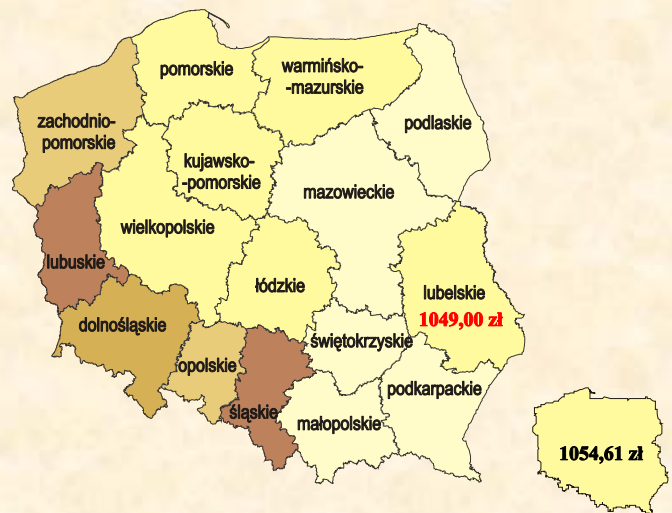 pomorskie
warmińsko-
-mazurskie
podlaskie
zachodnio-
pomorskie
kujawsko-
-pomorskie
mazowieckie
wielkopolskie
lubuskie
łódzkie
lubelskie
1049,00 zł
dolnośląskie
świętokrzyskie
opolskie
podkarpackie
śląskie
małopolskie
1054,61 zł